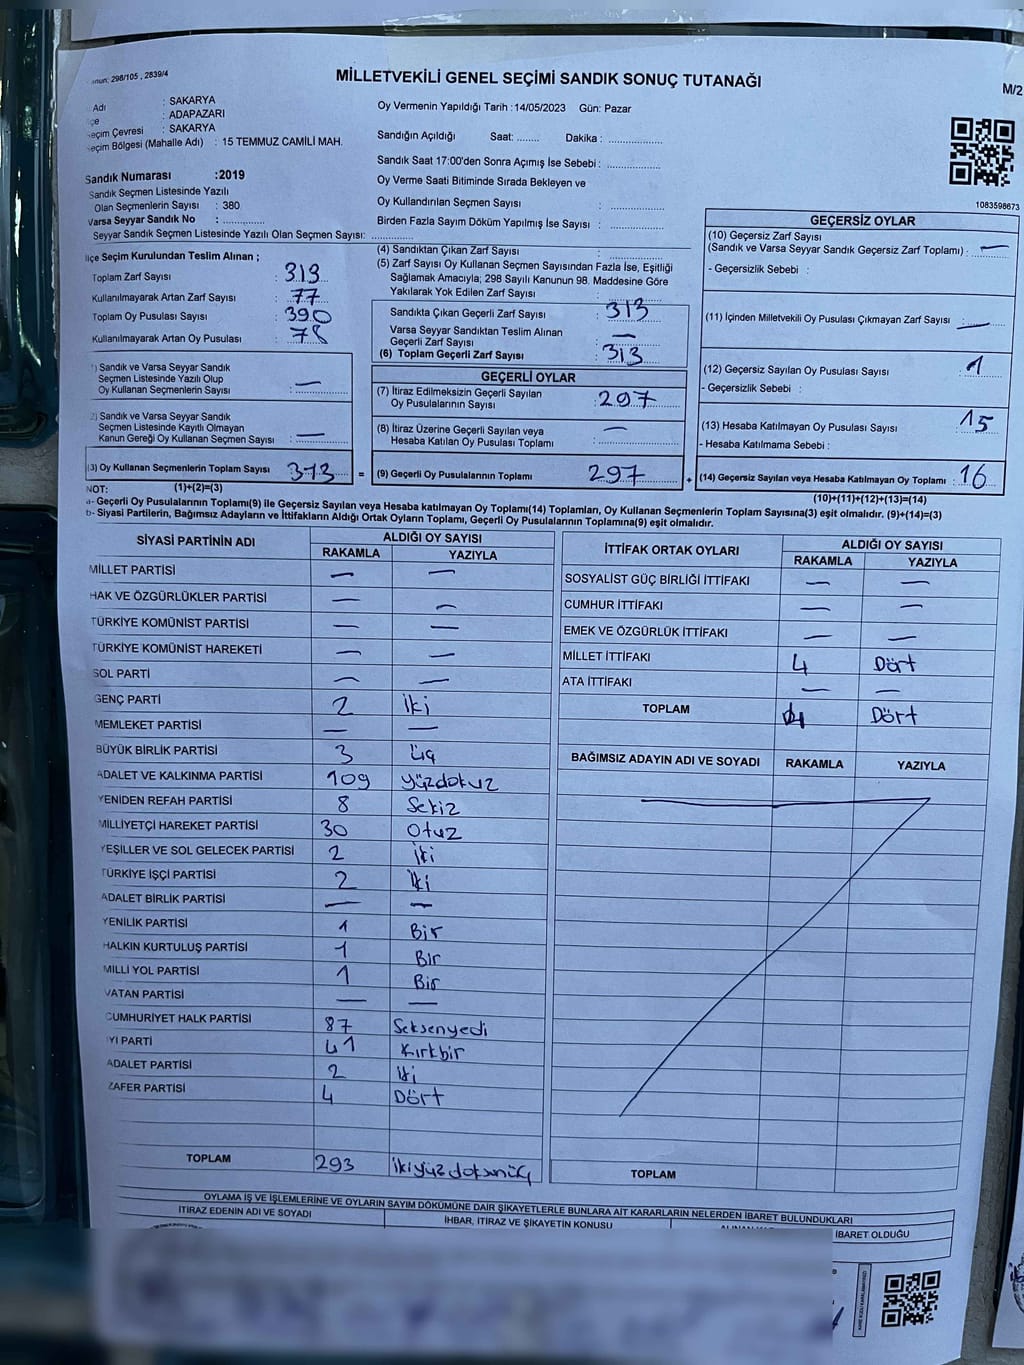 Kanun: 298/105 , 2839/4
MİLLETVEKİLİ GENEL SEÇİMİ SANDIK SONUÇ TUTANAĞI
M/2
Adı : SAKARYA
: ADAPAZARI
Seçim Çevresi : SAKARYA
Seçim Bölgesi (Mahalle Adı) : 15 TEMMUZ CAMİLİ MAH.
Oy Vermenin Yapıldığı Tarih :14/05/2023 Gün: Pazar
Sandığın Açıldığı Saat: ........ Dakika : ..................
Sandık Saat 17:00'den Sonra Açımış İse Sebebi : ..................
Oy Verme Saati Bitiminde Sırada Bekleyen ve
Oy Kullandırılan Seçmen Sayısı : ..................
Birden Fazla Sayım Döküm Yapılmış İse Sayısı : ..................
1083598673
Sandık Numarası :2019
Sandık Seçmen Listesinde Yazılı
Olan Seçmenlerin Sayısı : 380
Varsa Seyyar Sandık No : ..............
Seyyar Sandık Seçmen Listesinde Yazılı Olan Seçmen Sayısı: ..............
İlçe Seçim Kurulundan Teslim Alınan ;
Toplam Zarf Sayısı : 313
Kullanılmayarak Artan Zarf Sayısı : 77
Toplam Oy Pusulası Sayısı : 390
Kullanılmayarak Artan Oy Pusulası : 78
1) Sandık ve Varsa Seyyar Sandık
Seçmen Listesinde Yazılı Olup
Oy Kullanan Seçmenlerin Sayısı : —
2) Sandık ve Varsa Seyyar Sandık
Seçmen Listesinde Kayıtlı Olmayan
Kanun Gereği Oy Kullanan Seçmen Sayısı : —
(3) Oy Kullanan Seçmenlerin Toplam Sayısı : 313 =
(1)+(2)=(3)
(4) Sandıktan Çıkan Zarf Sayısı : ..................
(5) Zarf Sayısı Oy Kullanan Seçmen Sayısından Fazla İse, Eşitliği
Sağlamak Amacıyla; 298 Sayılı Kanunun 98. Maddesine Göre
Yakılarak Yok Edilen Zarf Sayısı : ..................
Sandıkta Çıkan Geçerli Zarf Sayısı : 313
Varsa Seyyar Sandıktan Teslim Alınan
Geçerli Zarf Sayısı : —
(6) Toplam Geçerli Zarf Sayısı : 313
GEÇERLİ OYLAR
(7) İtiraz Edilmeksizin Geçerli Sayılan
Oy Pusulalarının Sayısı : 297
(8) İtiraz Üzerine Geçerli Sayılan veya
Hesaba Katılan Oy Pusulası Toplamı : —
(9) Geçerli Oy Pusulalarının Toplamı : 297 +
GEÇERSİZ OYLAR
(10) Geçersiz Zarf Sayısı
(Sandık ve Varsa Seyyar Sandık Geçersiz Zarf Toplamı) : —
- Geçersizlik Sebebi :
(11) İçinden Milletvekili Oy Pusulası Çıkmayan Zarf Sayısı : —
(12) Geçersiz Sayılan Oy Pusulası Sayısı : 1
- Geçersizlik Sebebi :
(13) Hesaba Katılmayan Oy Pusulası Sayısı : 15
- Hesaba Katılmama Sebebi :
(14) Geçersiz Sayılan veya Hesaba Katılmayan Oy Toplamı : 16
(10)+(11)+(12)+(13)=(14)
NOT:
a- Geçerli Oy Pusulalarının Toplamı(9) ile Geçersiz Sayılan veya Hesaba katılmayan Oy Toplamı(14) Toplamları, Oy Kullanan Seçmenlerin Toplam Sayısına(3) eşit olmalıdır. (9)+(14)=(3)
b- Siyasi Partilerin, Bağımsız Adayların ve İttifakların Aldığı Ortak Oyların Toplamı, Geçerli Oy Pusulalarının Toplamına(9) eşit olmalıdır.
SİYASİ PARTİNİN ADI ALDIĞI OY SAYISI
RAKAMLA YAZIYLA
MİLLET PARTİSİ — —
HAK VE ÖZGÜRLÜKLER PARTİSİ — —
TÜRKİYE KOMÜNİST PARTİSİ — —
TÜRKİYE KOMÜNİST HAREKETİ — —
SOL PARTİ — —
GENÇ PARTİ 2 İki
MEMLEKET PARTİSİ — —
BÜYÜK BİRLİK PARTİSİ 3 Üç
ADALET VE KALKINMA PARTİSİ 109 Yüzdokuz
YENİDEN REFAH PARTİSİ 8 Sekiz
MİLLİYETÇİ HAREKET PARTİSİ 30 Otuz
YEŞİLLER VE SOL GELECEK PARTİSİ 2 İki
TÜRKİYE İŞÇİ PARTİSİ 2 İki
ADALET BİRLİK PARTİSİ — —
YENİLİK PARTİSİ 1 Bir
HALKIN KURTULUŞ PARTİSİ 1 Bir
MİLLİ YOL PARTİSİ 1 Bir
VATAN PARTİSİ — —
CUMHURİYET HALK PARTİSİ 87 Seksenyedi
İYİ PARTİ 41 Kırkbir
ADALET PARTİSİ 2 İki
ZAFER PARTİSİ 4 Dört
TOPLAM 293 İkiyüzdoksanüç
İTTİFAK ORTAK OYLARI ALDIĞI OY SAYISI
RAKAMLA YAZIYLA
SOSYALİST GÜÇ BİRLİĞİ İTTİFAKI — —
CUMHUR İTTİFAKI — —
EMEK VE ÖZGÜRLÜK İTTİFAKI — —
MİLLET İTTİFAKI 4 Dört
ATA İTTİFAKI — —
TOPLAM 4 Dört
BAĞIMSIZ ADAYIN ADI VE SOYADI RAKAMLA YAZIYLA
TOPLAM
OYLAMA İŞ VE İŞLEMLERİNE VE OYLARIN SAYIM DÖKÜMÜNE DAİR ŞİKAYETLERLE BUNLARA AİT KARARLARIN NELERDEN İBARET BULUNDUKLARI
İTİRAZ EDENİN ADI VE SOYADI İHBAR, İTİRAZ VE ŞİKAYETİN KONUSU İBARET OLDUĞU